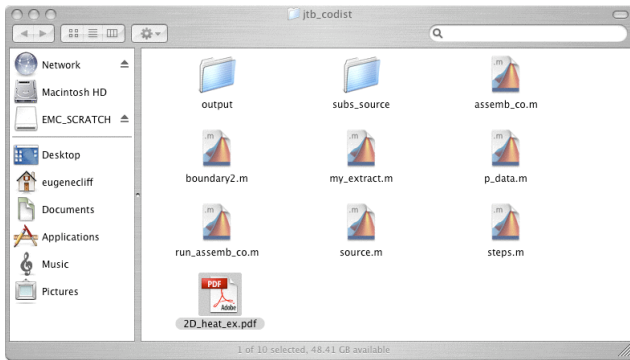 jtb_codist
Network
Macintosh HD
EMC_SCRATCH
Desktop
eugenecliff
Documents
Applications
Music
Pictures
output
subs_source
.m
assemb_co.m
.m
boundary2.m
.m
my_extract.m
.m
p_data.m
.m
run_assemb_co.m
.m
source.m
.m
steps.m
PDF
Adobe
2D_heat_ex.pdf
1 of 10 selected, 48.41 GB available